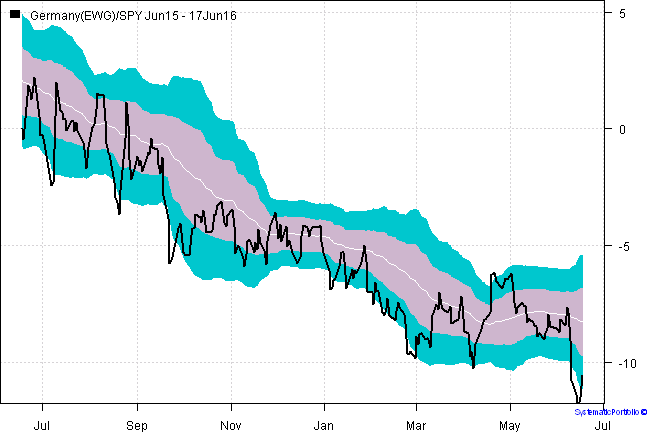 Germany(EWG)/SPY Jun15 - 17Jun16
5
0
-5
-10
Jul Sep Nov Jan Mar May Jul
SystematicPortfolio ©